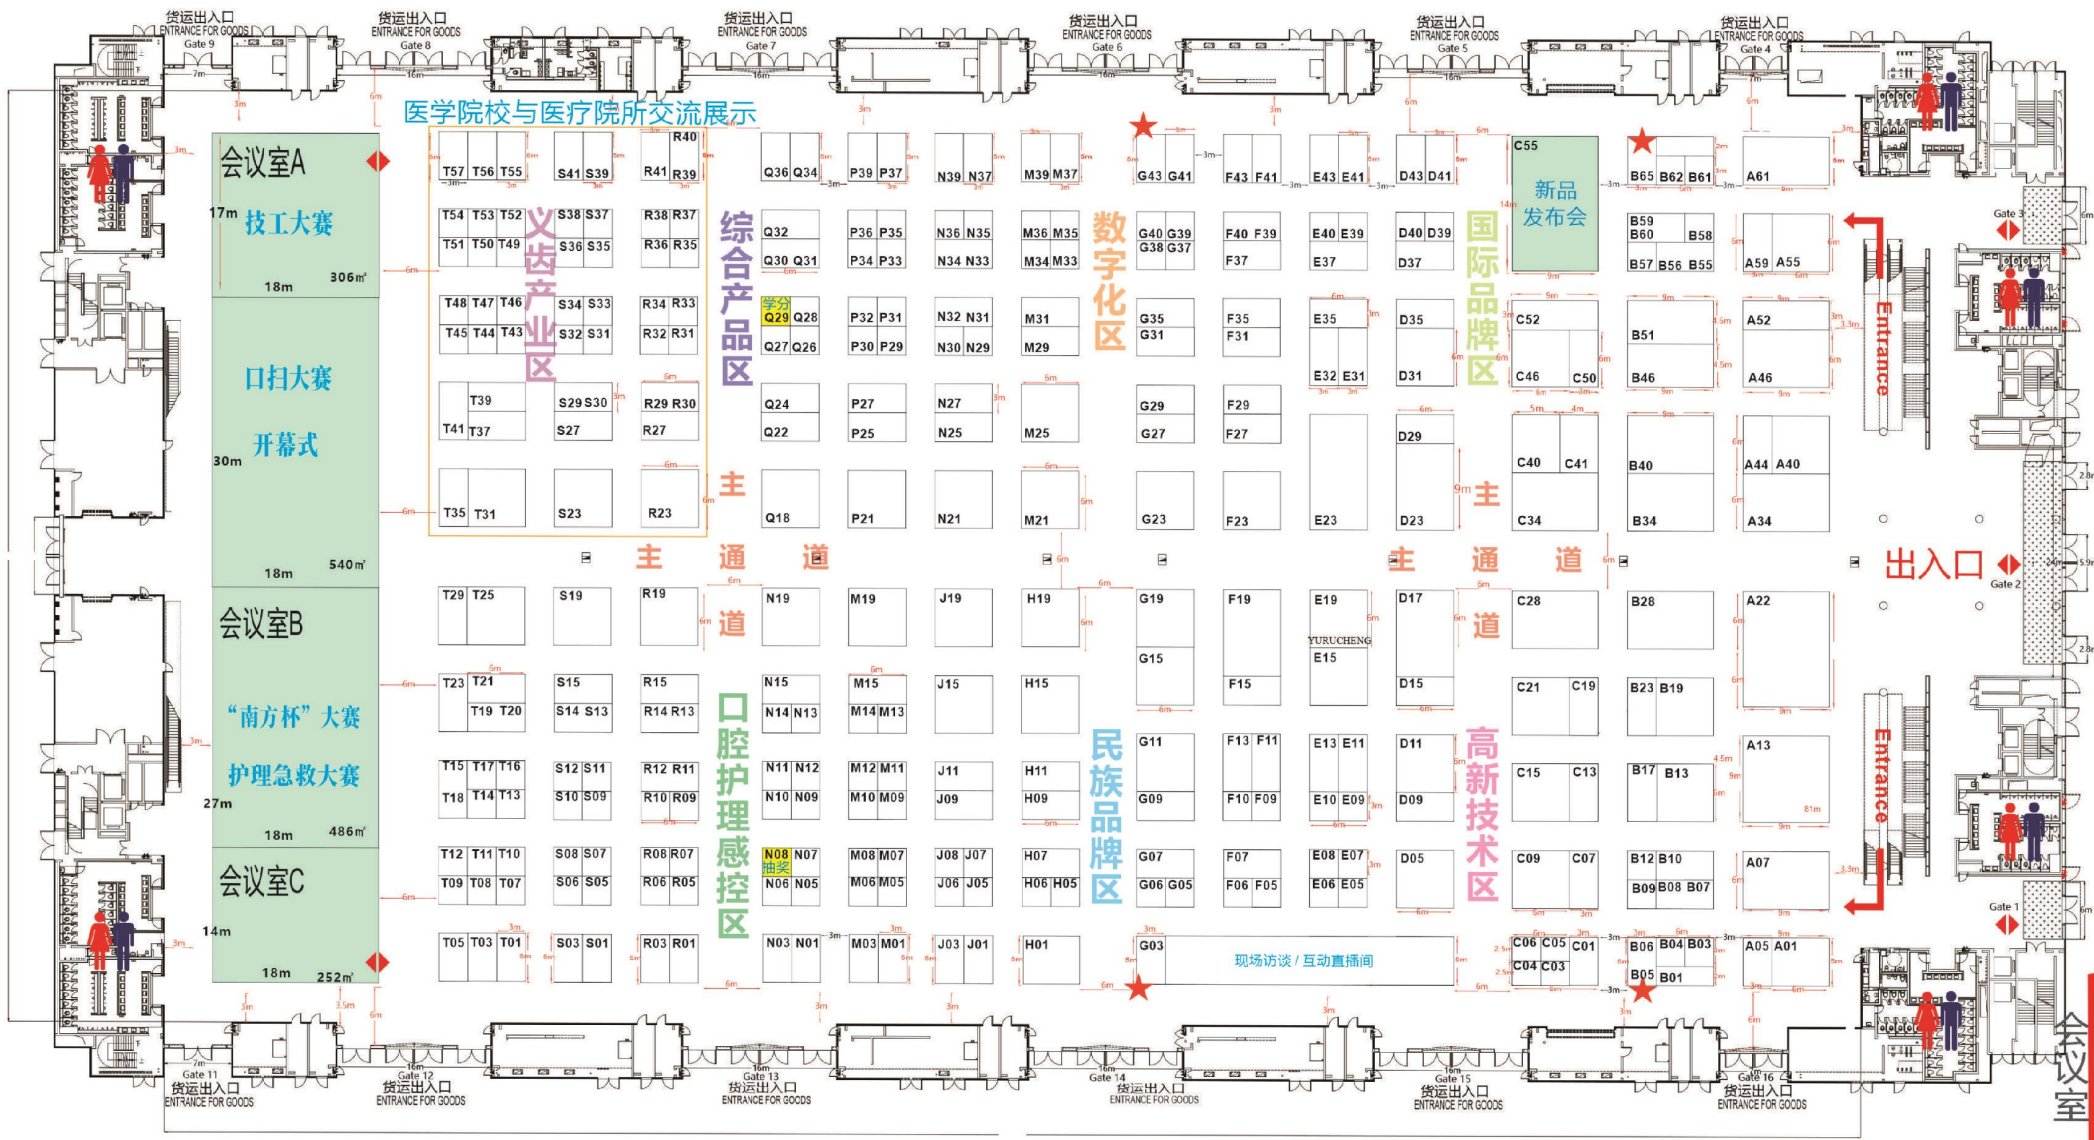 货运出入口 货运出入口 货运出入口 货运出入口 货运出入口 货运出入口
ENTRANCE FOR GOODS ENTRANCE FOR GOODS ENTRANCE FOR GOODS ENTRANCE FOR GOODS ENTRANCE FOR GOODS ENTRANCE FOR GOODS
Gate 9 Gate 8 Gate 7 Gate 6 Gate 5 Gate 4
7m 16m 16m 16m 16m
医学院校与医疗院所交流展示
会议室A
技工大赛
17m
306㎡
18m
口扫大赛
开幕式
30m
540㎡
18m
会议室B
“南方杯”大赛
护理急救大赛
27m
486㎡
18m
会议室C
14m
18m 252㎡
义齿产业区
综合产品区
数字化区
国际品牌区
口腔护理感控区
民族品牌区
高新技术区
主通道
主通道
主道
主道
R40
T57 T56 T55 S41 S39 R41 R39 Q36 Q34 P39 P37 N39 N37 M39 M37 G43 G41 F43 F41 E43 E41 D43 D41
C55
新品
发布会
B65 B62 B61 A61
T54 T53 T52 S38 S37 R38 R37 Q32 P36 P35 N36 N35 M36 M35 G40 G39 F40 F39 E40 E39 D40 D39
B59
B60 B58
T51 T50 T49 S36 S35 R36 R35 Q30 Q31 P34 P33 N34 N33 M34 M33 G38 G37 F37 E37 D37 B57 B56 B55 A59 A55
学分
T48 T47 T46 S34 S33 R34 R33 Q29 Q28 P32 P31 N32 N31 M31 G35 F35 E35 D35 C52 A52
T45 T44 T43 S32 S31 R32 R31 Q27 Q26 P30 P29 N30 N29 M29 G31 F31 B51
E32 E31 D31 C46 C50 B46 A46
T39 S29 S30 R29 R30 Q24 P27 N27 G29 F29
T41 T37 S27 R27 Q22 P25 N25 M25 G27 F27 D29
C40 C41 B40 A44 A40
T35 T31 S23 R23 Q18 P21 N21 M21 G23 F23 E23 D23 C34 B34 A34
T29 T25 S19 R19 N19 M19 J19 H19 G19 F19 E19 D17 C28 B28 A22
YURUCHENG
G15 E15
T23 T21 S15 R15 N15 M15 J15 H15 F15 D15 C21 C19 B23 B19
T19 T20 S14 S13 R14 R13 N14 N13 M14 M13
G11 F13 F11 E13 E11 D11 A13
T15 T17 T16 S12 S11 R12 R11 N11 N12 M12 M11 J11 H11 C15 C13 B17 B13
T18 T14 T13 S10 S09 R10 R09 N10 N09 M10 M09 J09 H09 G09 F10 F09 E10 E09 D09
81m
T12 T11 T10 S08 S07 R08 R07 N08 N07 M08 M07 J08 J07 H07 G07 F07 E08 E07 D05 C09 C07 B12 B10 A07
抽奖
T09 T08 T07 S06 S05 R06 R05 N06 N05 M06 M05 J06 J05 H06 H05 G06 G05 F06 F05 E06 E05 B09 B08 B07
T05 T03 T01 S03 S01 R03 R01 N03 N01 M03 M01 J03 J01 H01 G03 C06 C05 C01 B06 B04 B03 A05 A01
C04 C03 B05 B01
现场访谈 / 互动直播间
Gate 3
Entrance
出入口
Gate 2
Entrance
Gate 1
会议室
7m 16m 16m 16m 16m
Gate 11 Gate 12 Gate 13 Gate 14 Gate 15 Gate 16
货运出入口 货运出入口 货运出入口 货运出入口 货运出入口 货运出入口
ENTRANCE FOR GOODS ENTRANCE FOR GOODS ENTRANCE FOR GOODS ENTRANCE FOR GOODS ENTRANCE FOR GOODS ENTRANCE FOR GOODS